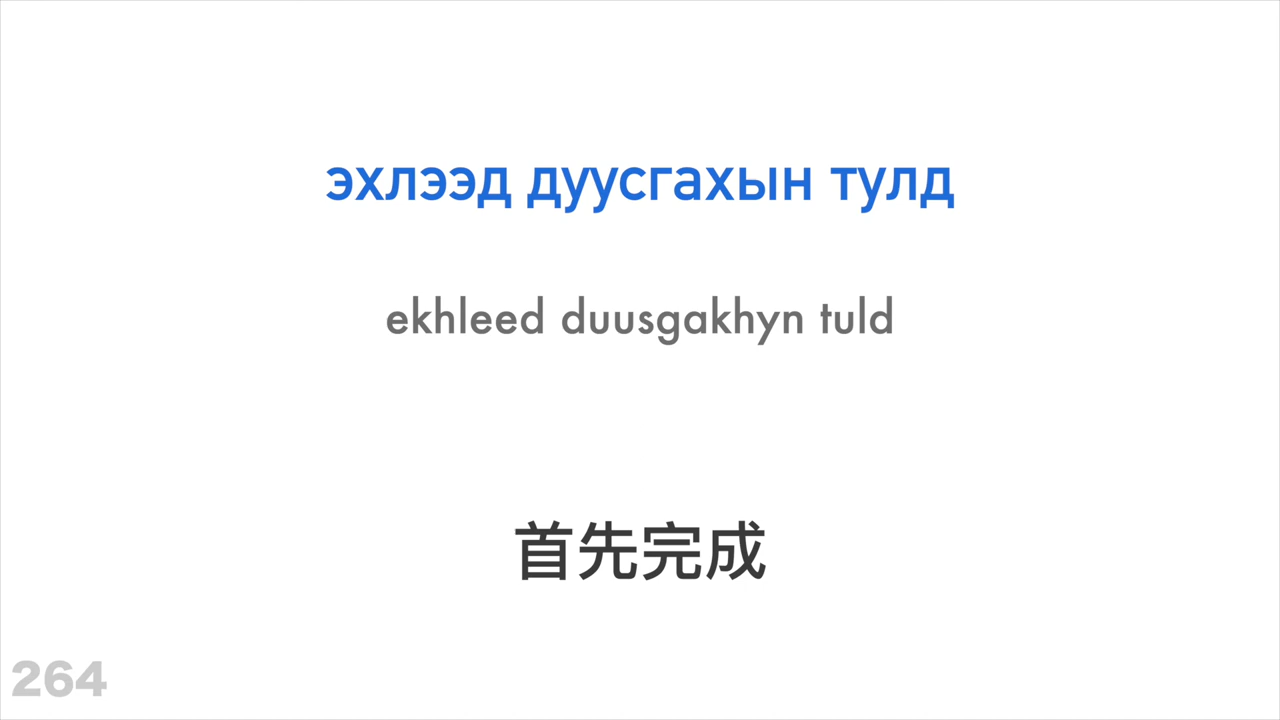 эхлээд дуусгахын тулд
ekhleed duusgakhyn tuld
首先完成
264